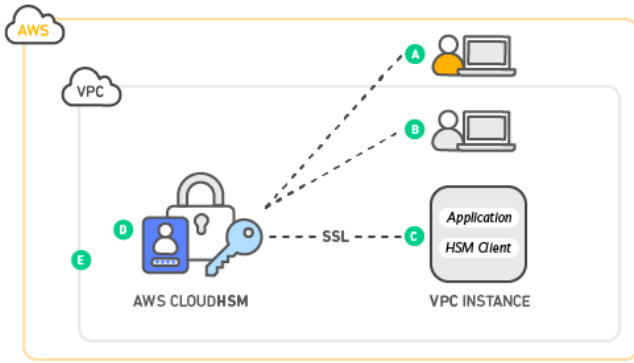 AWS
A
VPC
B
Application
D
SSL
C
HSM Client
E
AWS CLOUDHSM
VPC INSTANCE